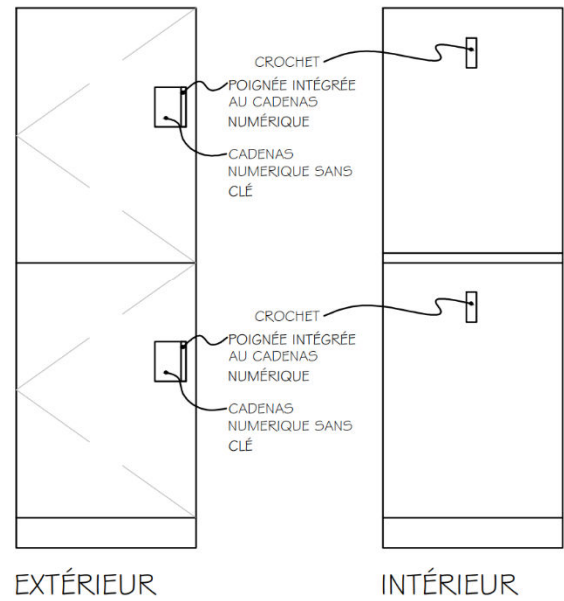 CROCHET
POIGNÉE INTÉGRÉE
AU CADENAS
NUMÉRIQUE
CADENAS
NUMERIQUE SANS
CLÉ
CROCHET
POIGNÉE INTÉGRÉE
AU CADENAS
NUMÉRIQUE
CADENAS
NUMERIQUE SANS
CLÉ
EXTÉRIEUR
INTÉRIEUR